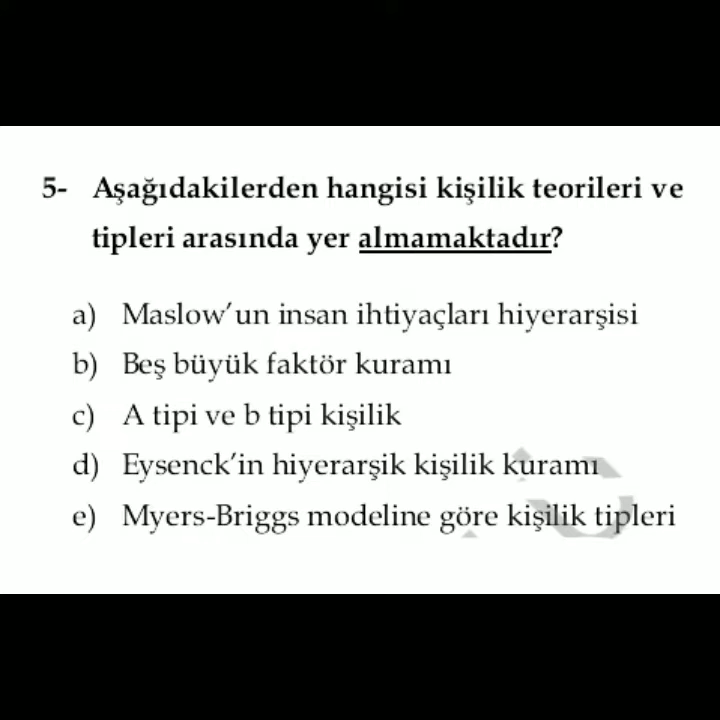 5- Aşağıdakilerden hangisi kişilik teorileri ve
tipleri arasında yer almamaktadır?
a) Maslow’un insan ihtiyaçları hiyerarşisi
b) Beş büyük faktör kuramı
c) A tipi ve b tipi kişilik
d) Eysenck’in hiyerarşik kişilik kuramı
e) Myers-Briggs modeline göre kişilik tipleri